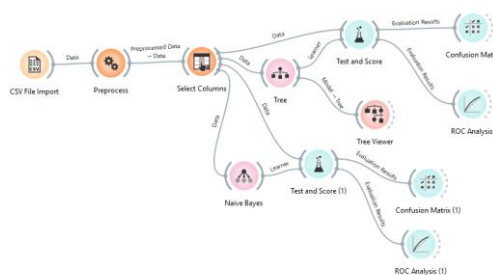 Data
Preprocessed Data
→ Data
Data
Evaluation Results
Confusion Mat
Data
Learner
Test and Score
Evaluation Results
CSV File Import
Preprocess
Select Columns
Tree
Model → Tree
ROC Analysis
Data
Data
Tree Viewer
Learner
Evaluation Results
Naive Bayes
Test and Score (1)
Confusion Matrix (1)
Evaluation Results
ROC Analysis (1)